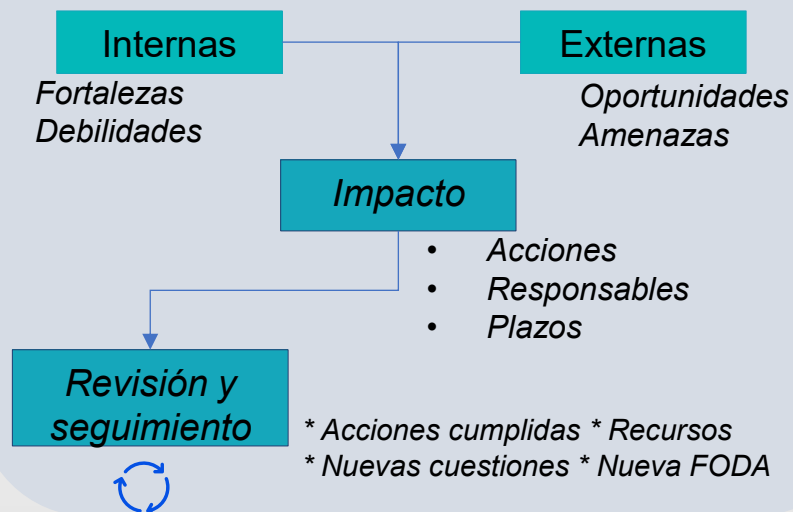 Internas
Externas
Fortalezas
Debilidades
Oportunidades
Amenazas
Impacto
• Acciones
• Responsables
• Plazos
Revisión y
seguimiento
* Acciones cumplidas * Recursos
* Nuevas cuestiones * Nueva FODA